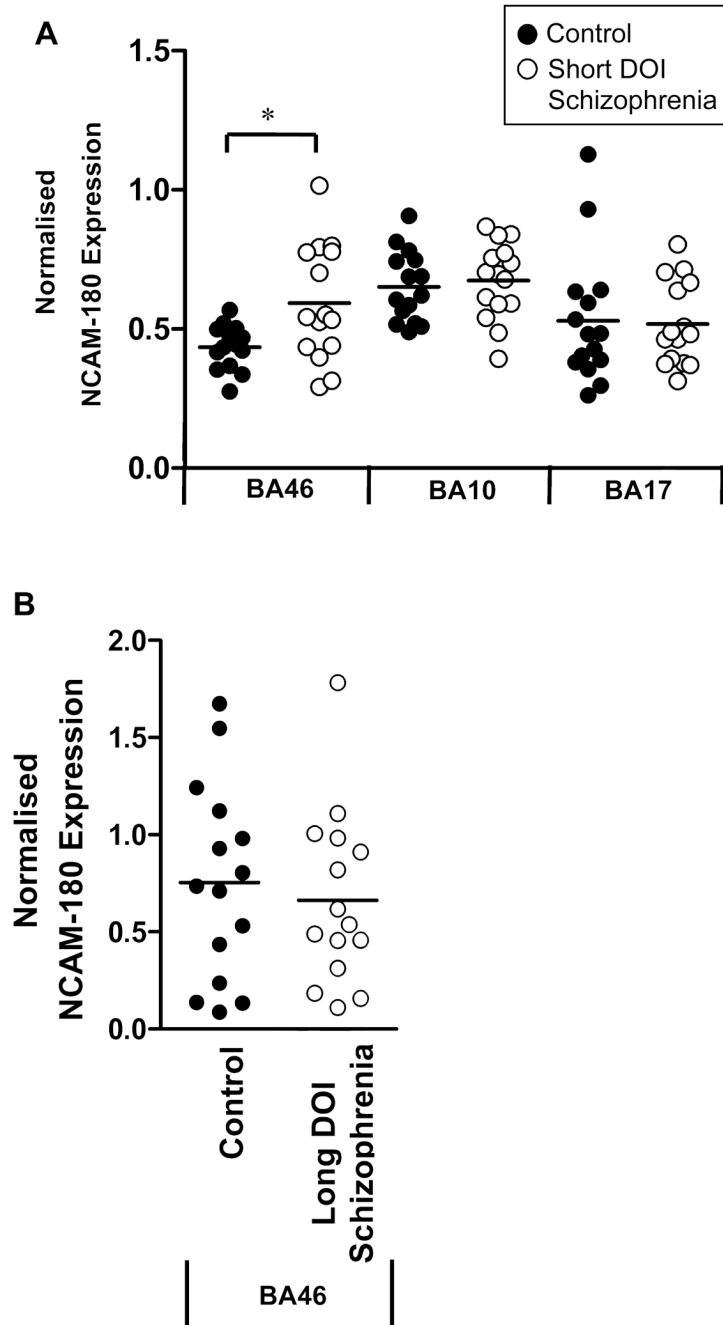 A
Control
Short DOI
Schizophrenia
Normalised
NCAM-180 Expression
1.5
1.0
0.5
0.0
*
BA46
BA10
BA17
B
Normalised
NCAM-180 Expression
2.0
1.5
1.0
0.5
0.0
Control
Long DOI
Schizophrenia
BA46